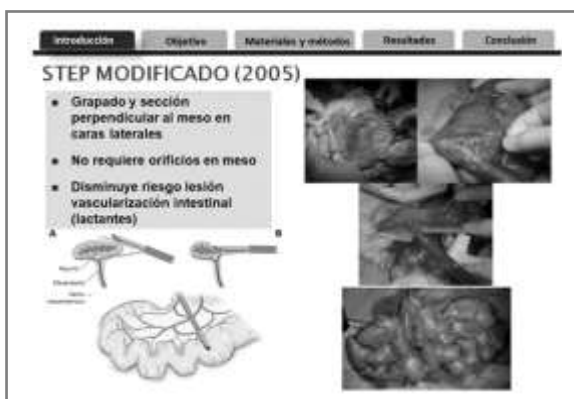 Introducción
Objetivo
Materiales y métodos
Resultados
Conclusión
STEP MODIFICADO (2005)
• Grapado y sección
perpendicular al meso en
caras laterales
• No requiere orificios en meso
• Disminuye riesgo lesión
vascularización intestinal
(lactantes)
A
B